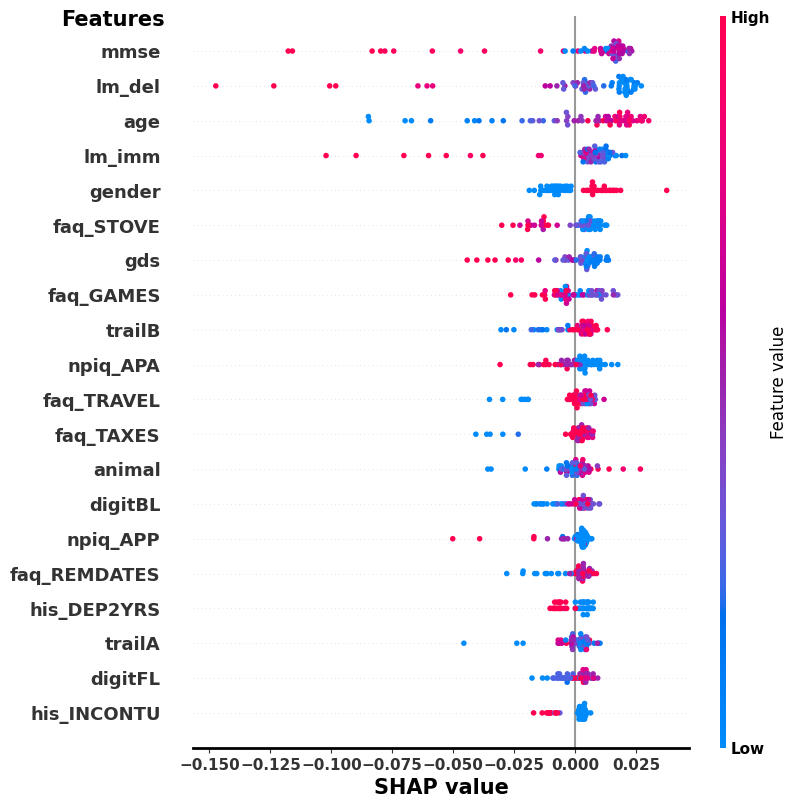 Features
High
mmse
lm_del
age
lm_imm
gender
faq_STOVE
gds
faq_GAMES
trailB
npiq_APA
faq_TRAVEL
faq_TAXES
animal
digitBL
npiq_APP
faq_REMDATES
his_DEP2YRS
trailA
digitFL
his_INCONTU
Feature value
Low
−0.150 −0.125 −0.100 −0.075 −0.050 −0.025 0.000 0.025
SHAP value